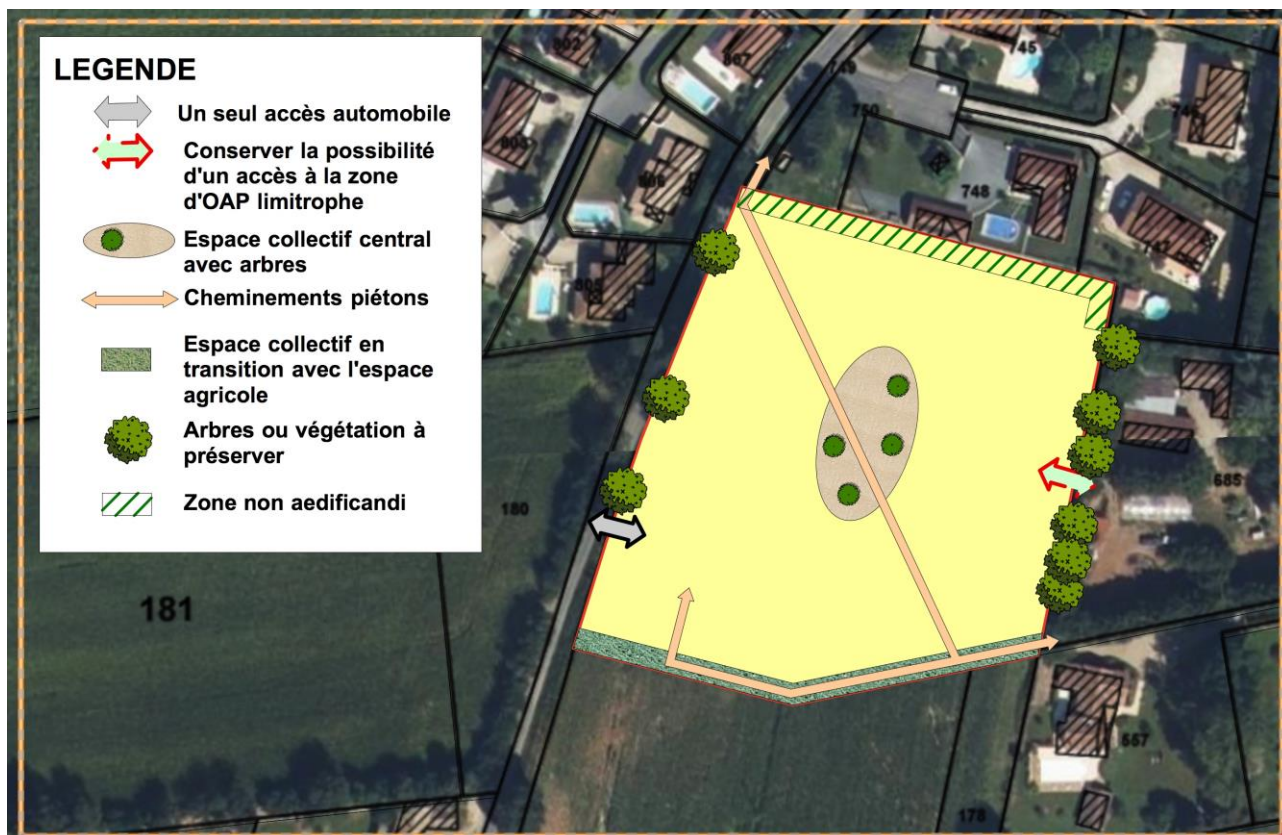 LEGENDE
Un seul accès automobile
Conserver la possibilité
d'un accès à la zone
d'OAP limitrophe
Espace collectif central
avec arbres
Cheminements piétons
Espace collectif en
transition avec l'espace
agricole
Arbres ou végétation à
préserver
Zone non aedificandi
802
807
749
745
750
746
803
806
748
747
805
685
180
181
557
178